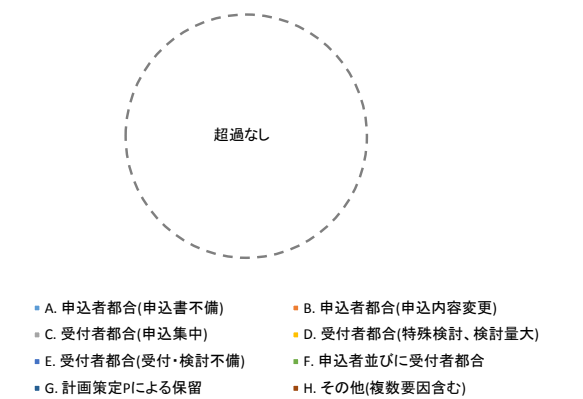 超過なし
A. 申込者都合(申込書不備)
B. 申込者都合(申込内容変更)
C. 受付者都合(申込集中)
D. 受付者都合(特殊検討、検討量大)
E. 受付者都合(受付・検討不備)
F. 申込者並びに受付者都合
G. 計画策定Pによる保留
H. その他(複数要因含む)